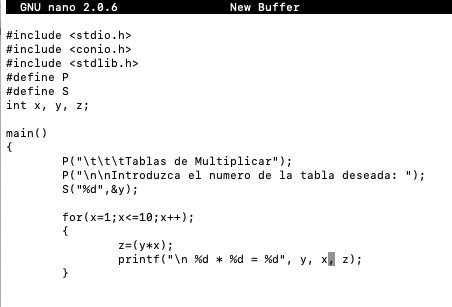 GNU nano 2.0.6 New Buffer
#include <stdio.h>
#include <conio.h>
#include <stdlib.h>
#define P
#define S
int x, y, z;
main()
{
P("\t\t\tTablas de Multiplicar");
P("\n\nIntroduzca el numero de la tabla deseada: ");
S("%d",&y);
for(x=1;x<=10;x++);
{
z=(y*x);
printf("\n %d * %d = %d", y, x, z);
}